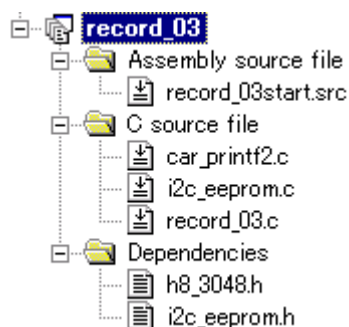 record_03
Assembly source file
record_03start.src
C source file
car_printf2.c
i2c_eeprom.c
record_03.c
Dependencies
h8_3048.h
i2c_eeprom.h